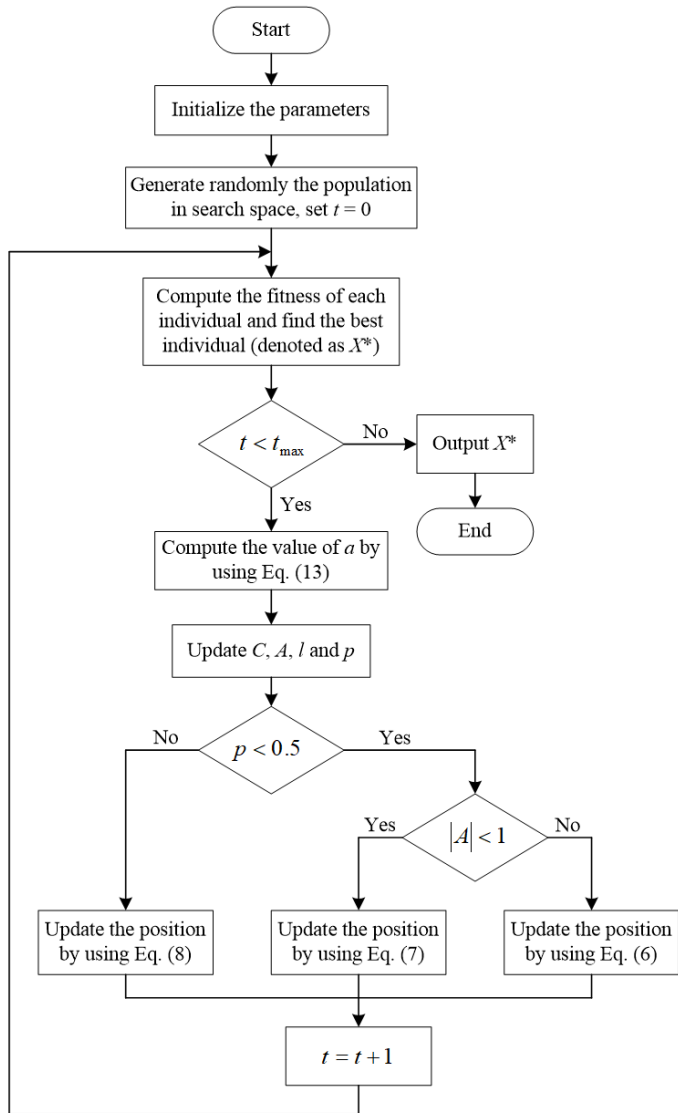 Start
Initialize the parameters
Generate randomly the population
in search space, set t = 0
Compute the fitness of each
individual and find the best
individual (denoted as X*)
t < tmax
No
Output X*
End
Yes
Compute the value of a by
using Eq. (13)
Update C, A, l and p
No
p < 0.5
Yes
Yes
|A| < 1
No
Update the position
by using Eq. (8)
Update the position
by using Eq. (7)
Update the position
by using Eq. (6)
t = t + 1